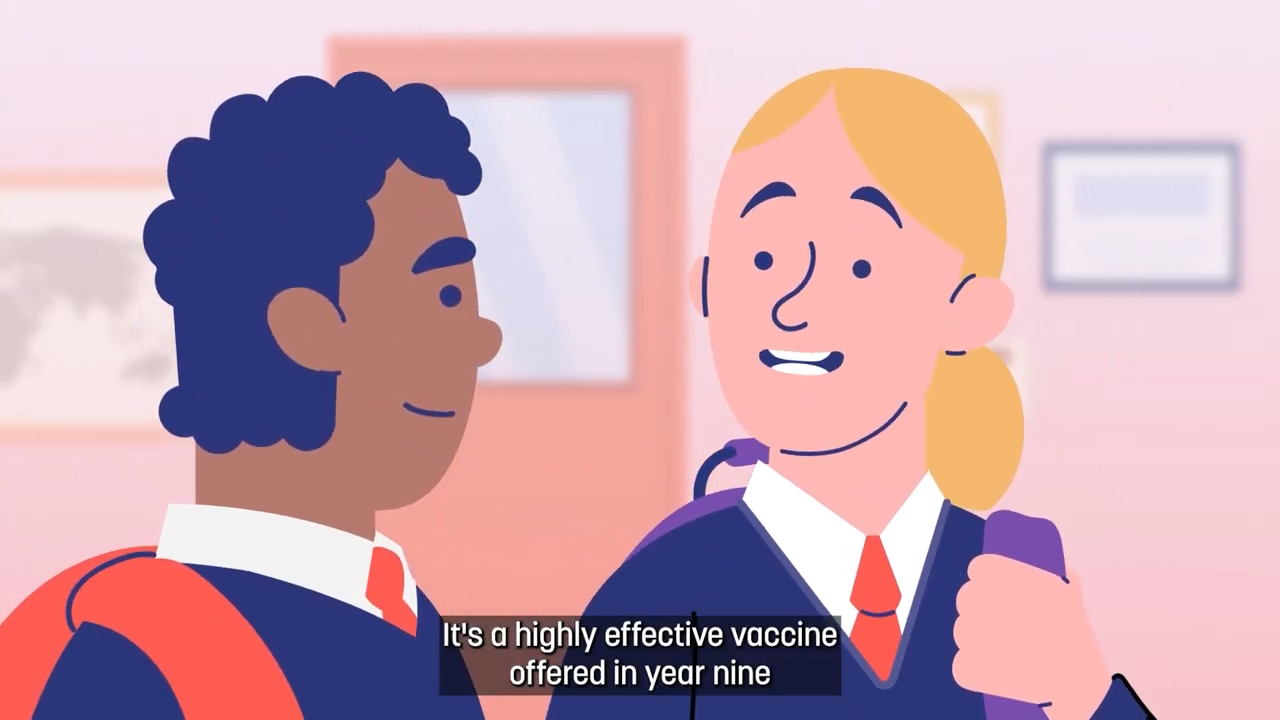 It's a highly effective vaccine
offered in year nine